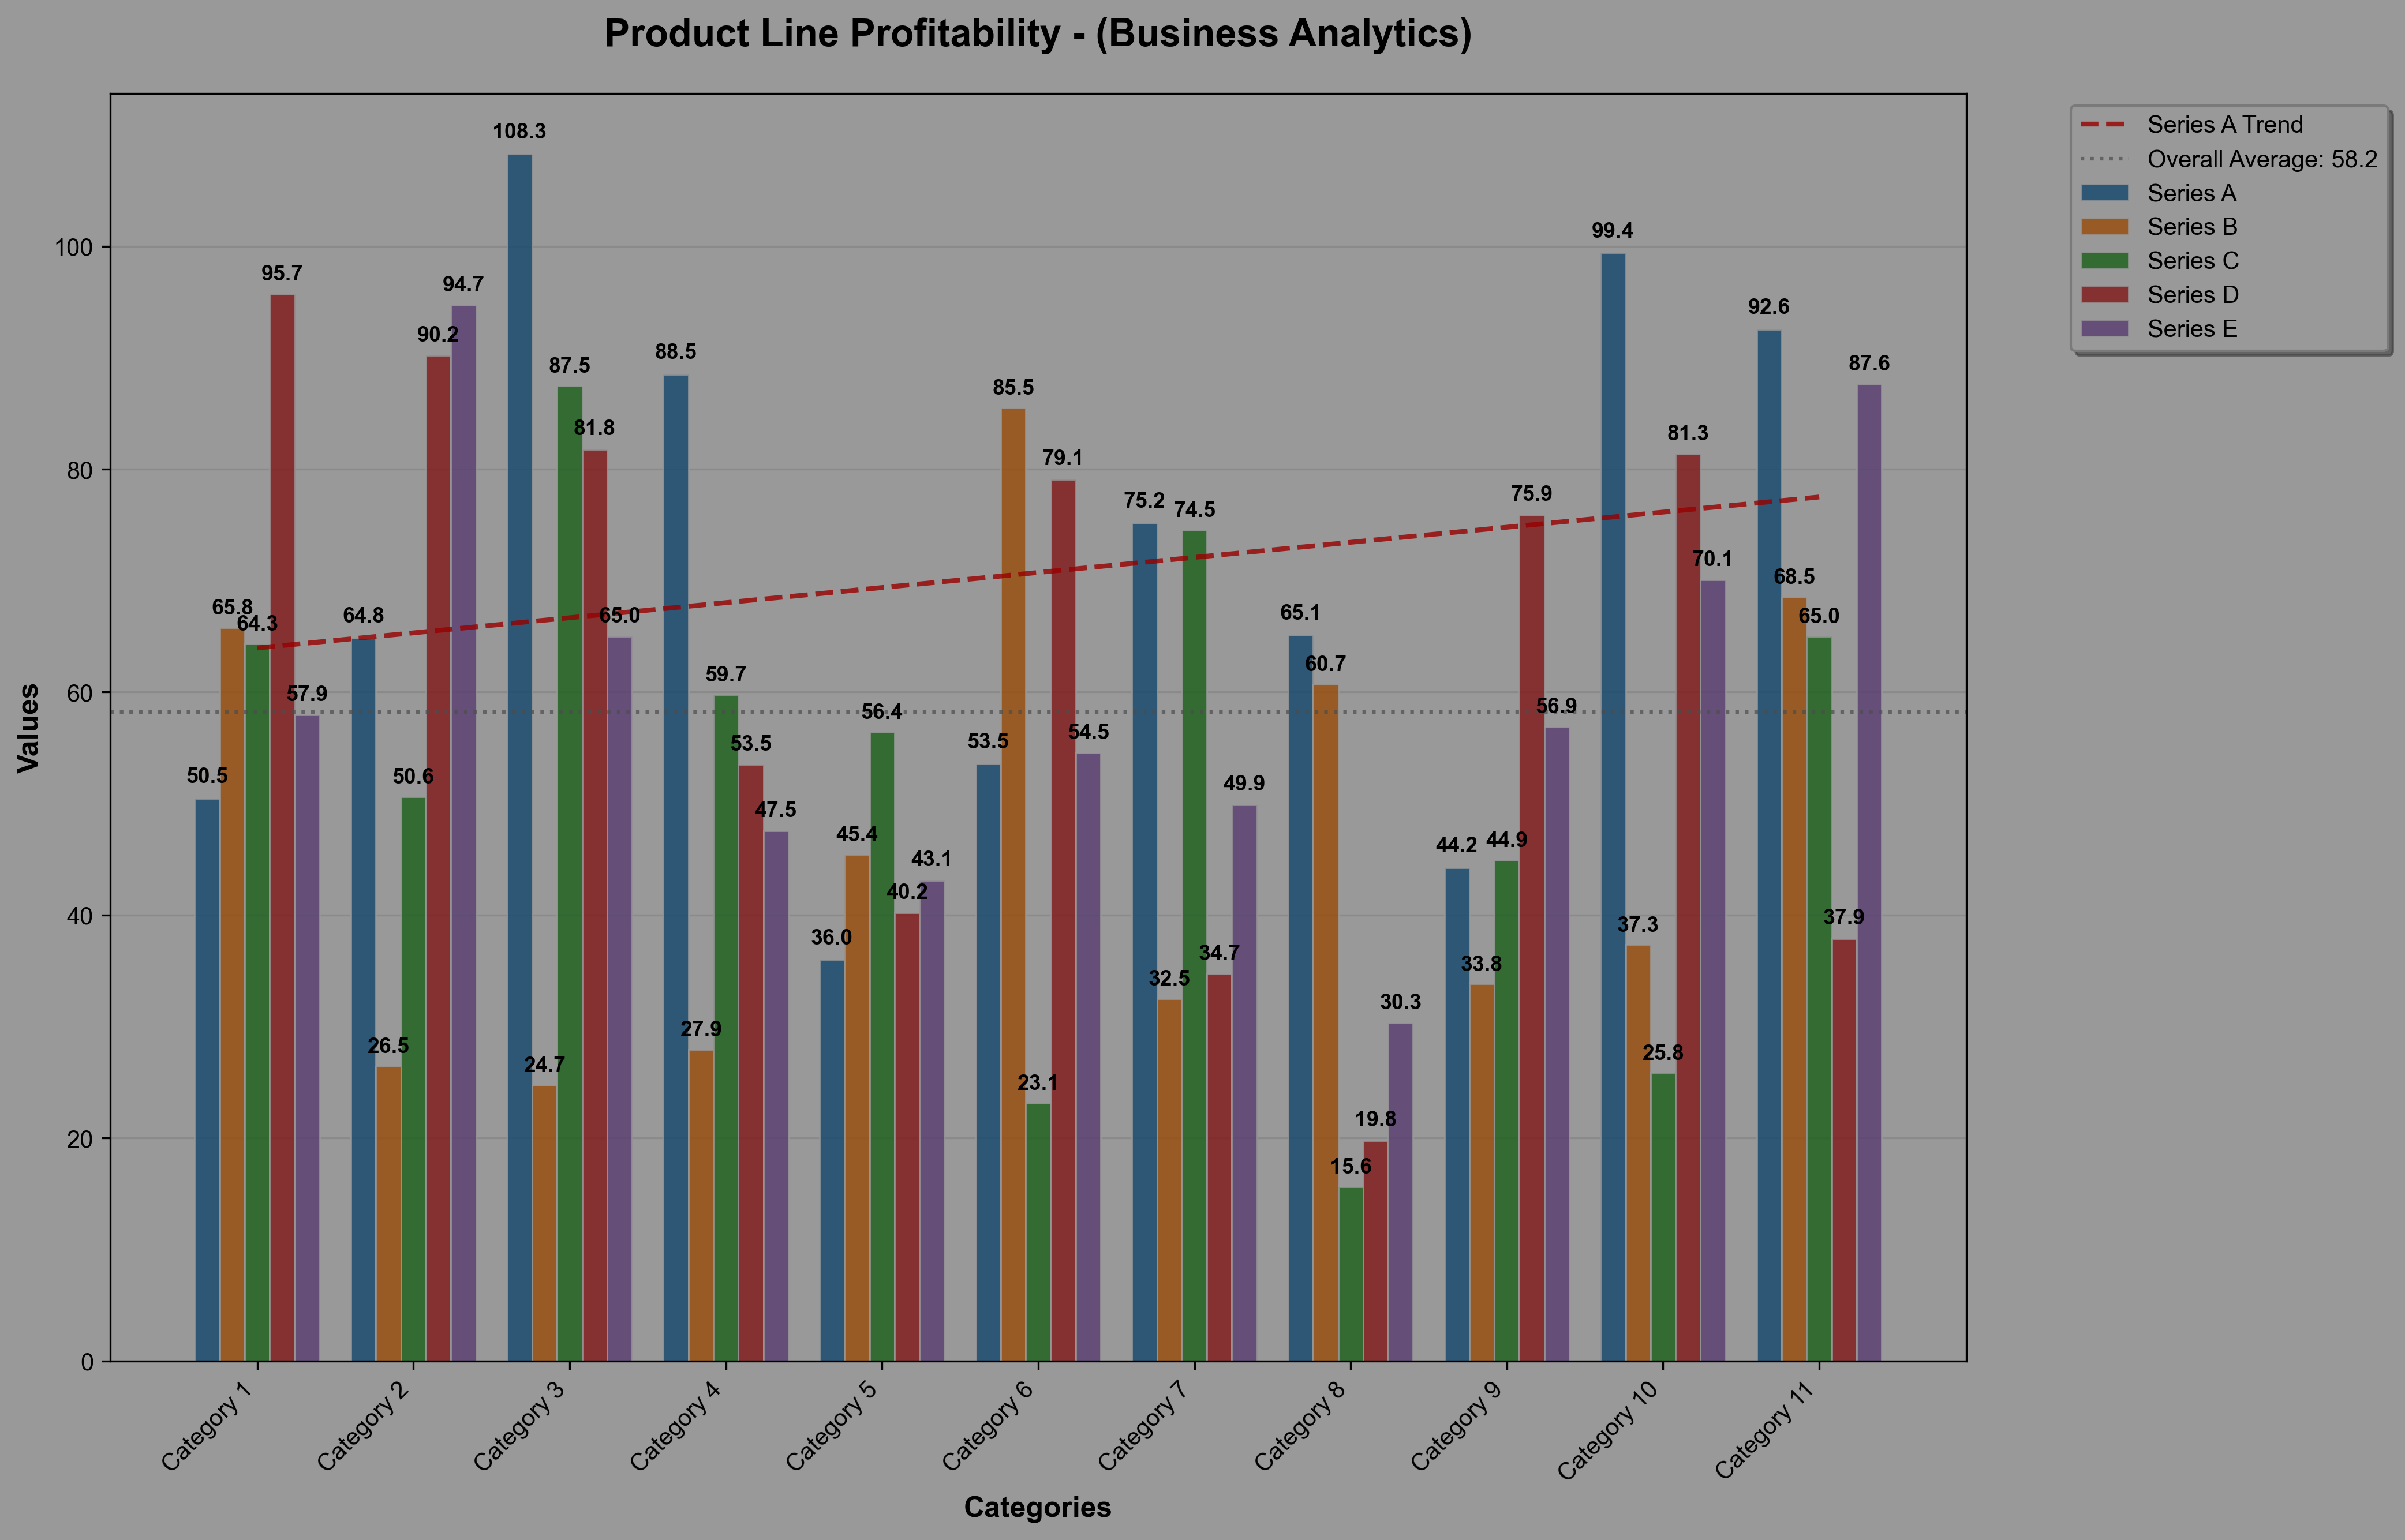 Product Line Profitability - (Business Analytics)
Series A Trend
Overall Average: 58.2
Series A
Series B
Series C
Series D
Series E
Values
100
80
60
40
20
0
50.5
65.8
64.3
95.7
57.9
64.8
26.5
50.6
90.2
94.7
108.3
24.7
87.5
81.8
65.0
88.5
27.9
59.7
53.5
47.5
36.0
45.4
56.4
40.2
43.1
53.5
85.5
23.1
79.1
54.5
75.2
32.5
74.5
34.7
49.9
65.1
60.7
15.6
19.8
30.3
44.2
33.8
44.9
75.9
56.9
99.4
37.3
25.8
81.3
70.1
92.6
68.5
65.0
37.9
87.6
Category 1
Category 2
Category 3
Category 4
Category 5
Category 6
Category 7
Category 8
Category 9
Category 10
Category 11
Categories